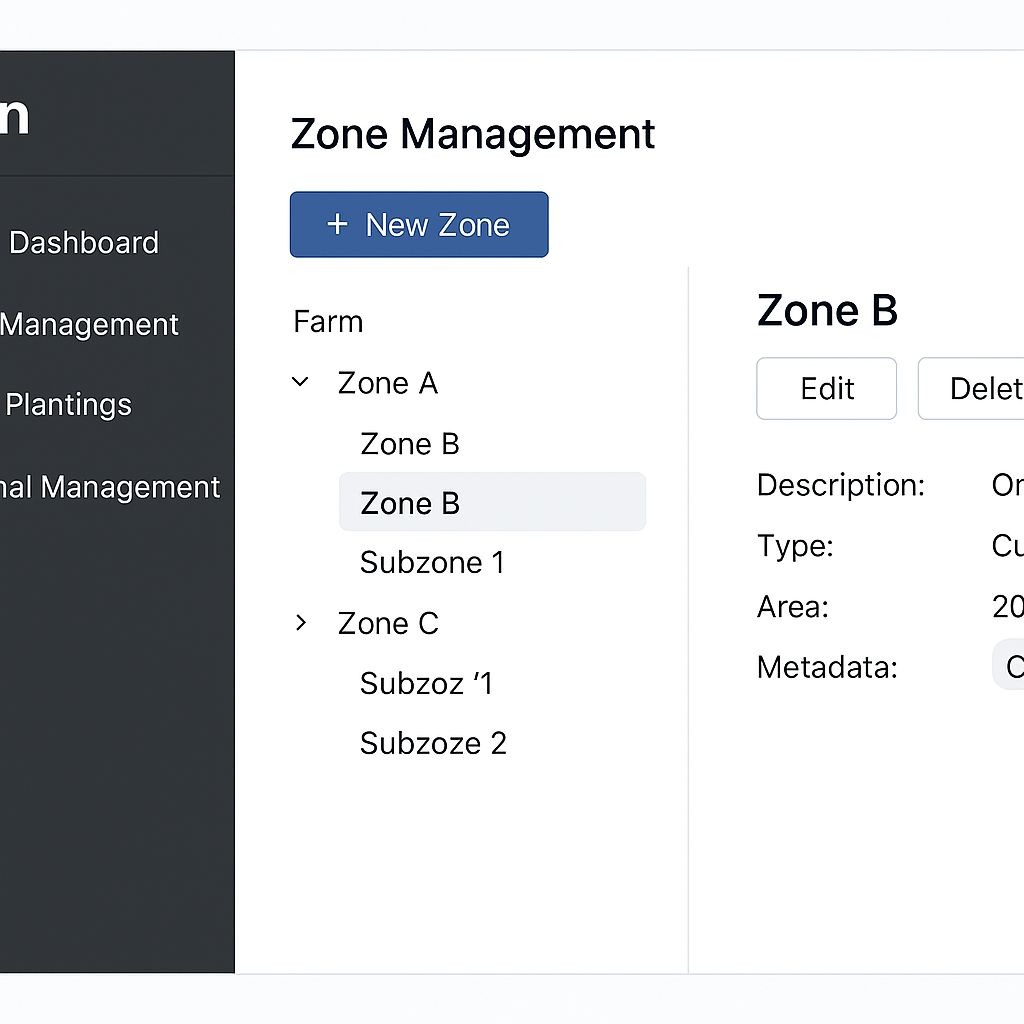 n
Dashboard
Management
Plantings
nal Management
Zone Management
+ New Zone
Farm
Zone A
Zone B
Zone B
Subzone 1
Zone C
Subzoz ‘1
Subzoze 2
Zone B
Edit
Delet
Description: Or
Type: Cu
Area: 20
Metadata: C